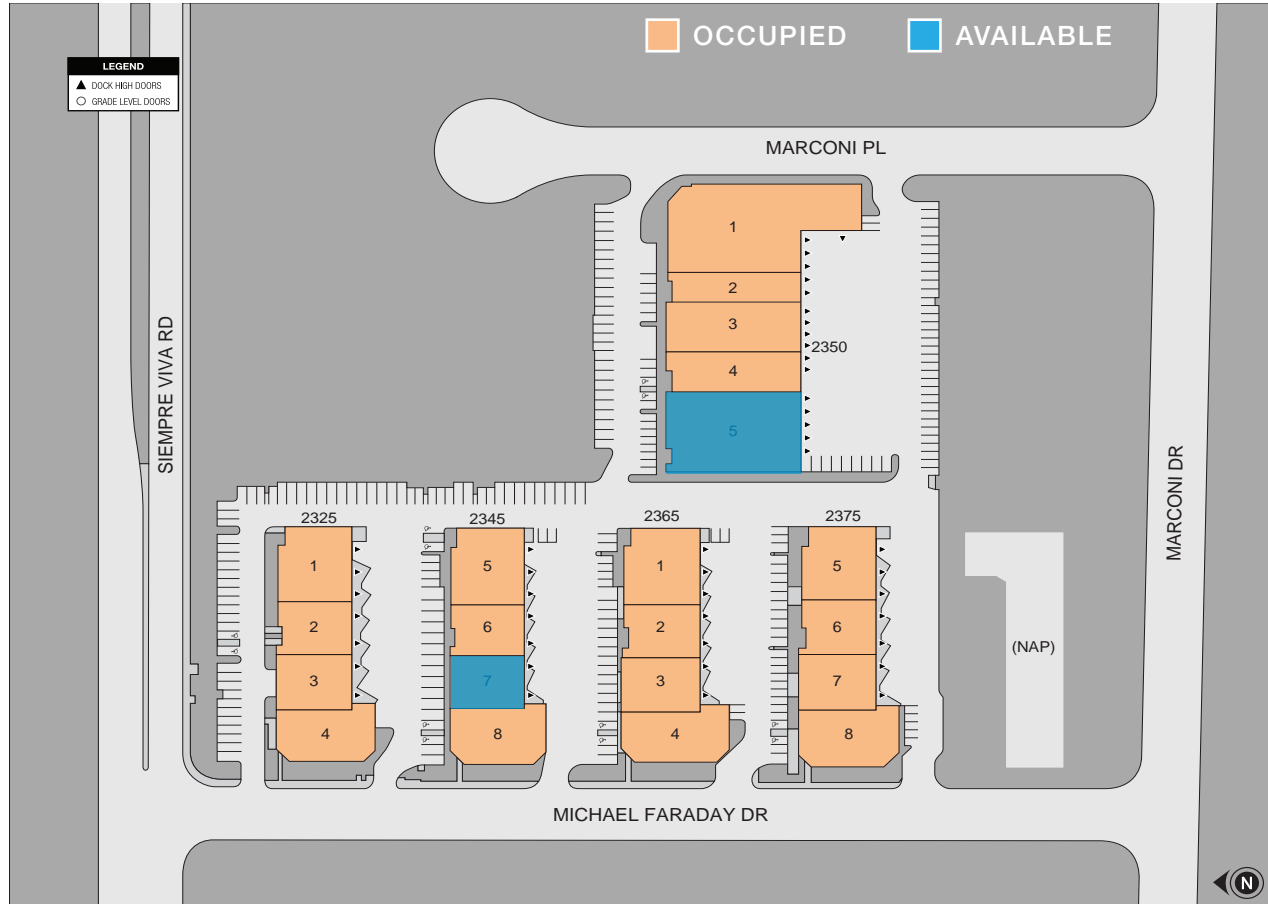 OCCUPIED
AVAILABLE
LEGEND
DOCK HIGH DOORS
GRADE LEVEL DOORS
MARCONI PL
SIEMPRE VIVA RD
MARCONI DR
1
2
3
2350
4
5
2325
2345
2365
2375
1
2
3
4
5
6
7
8
1
2
3
4
5
6
7
8
(NAP)
MICHAEL FARADAY DR
N